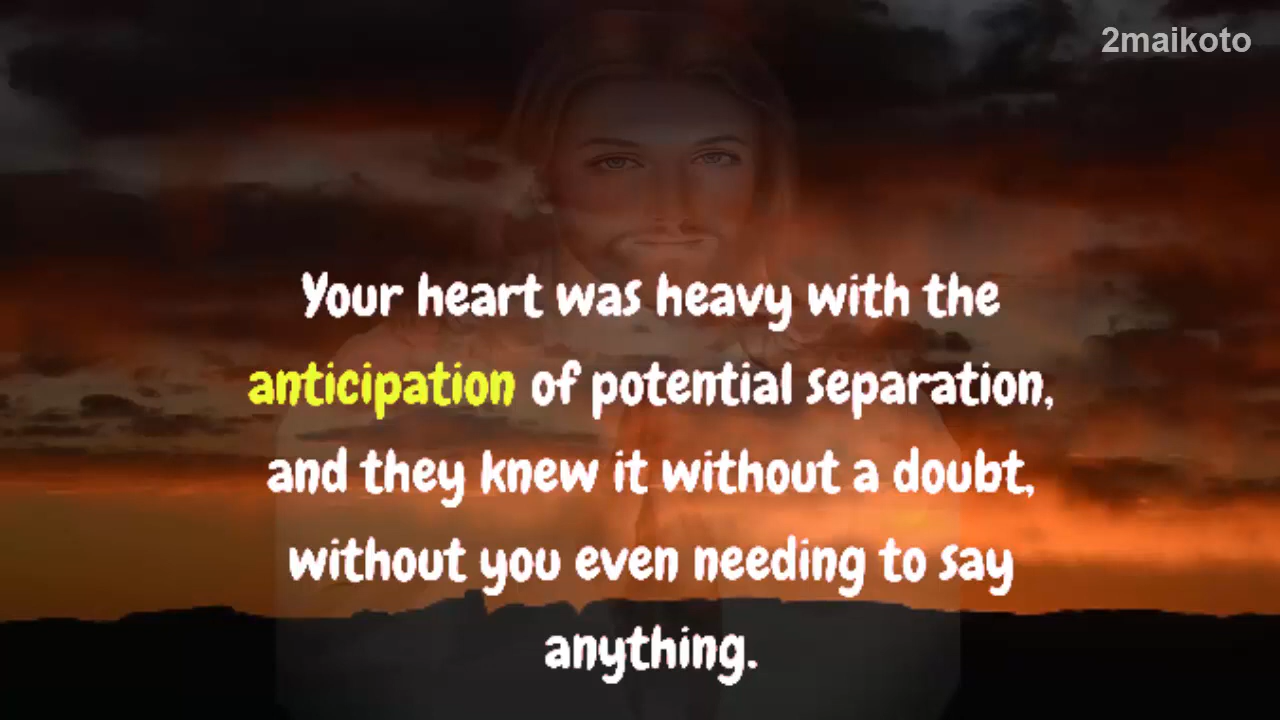 2maikoto
Your heart was heavy with the
anticipation of potential separation,
and they knew it without a doubt,
without you even needing to say
anything.